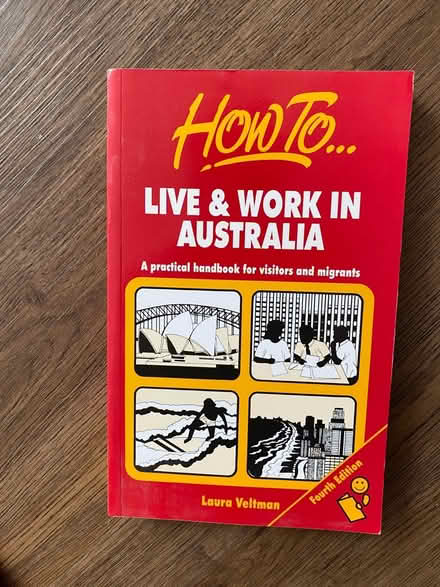 How To...
LIVE & WORK IN
AUSTRALIA
A practical handbook for visitors and migrants
Fourth Edition
Laura Veltman